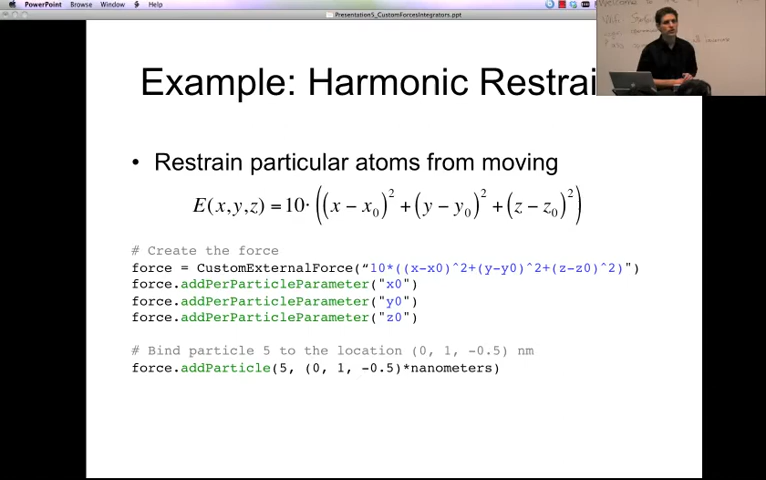 PowerPoint Browse Window Help
Presentation5_CustomForcesIntegrators.ppt
Example: Harmonic Restrai
• Restrain particular atoms from moving
E(x,y,z) = 10·((x − x₀)² + (y − y₀)² + (z − z₀)²)
# Create the force
force = CustomExternalForce(“10*((x-x0)^2+(y-y0)^2+(z-z0)^2)")
force.addPerParticleParameter("x0")
force.addPerParticleParameter("y0")
force.addPerParticleParameter("z0")
# Bind particle 5 to the location (0, 1, -0.5) nm
force.addParticle(5, (0, 1, -0.5)*nanometers)